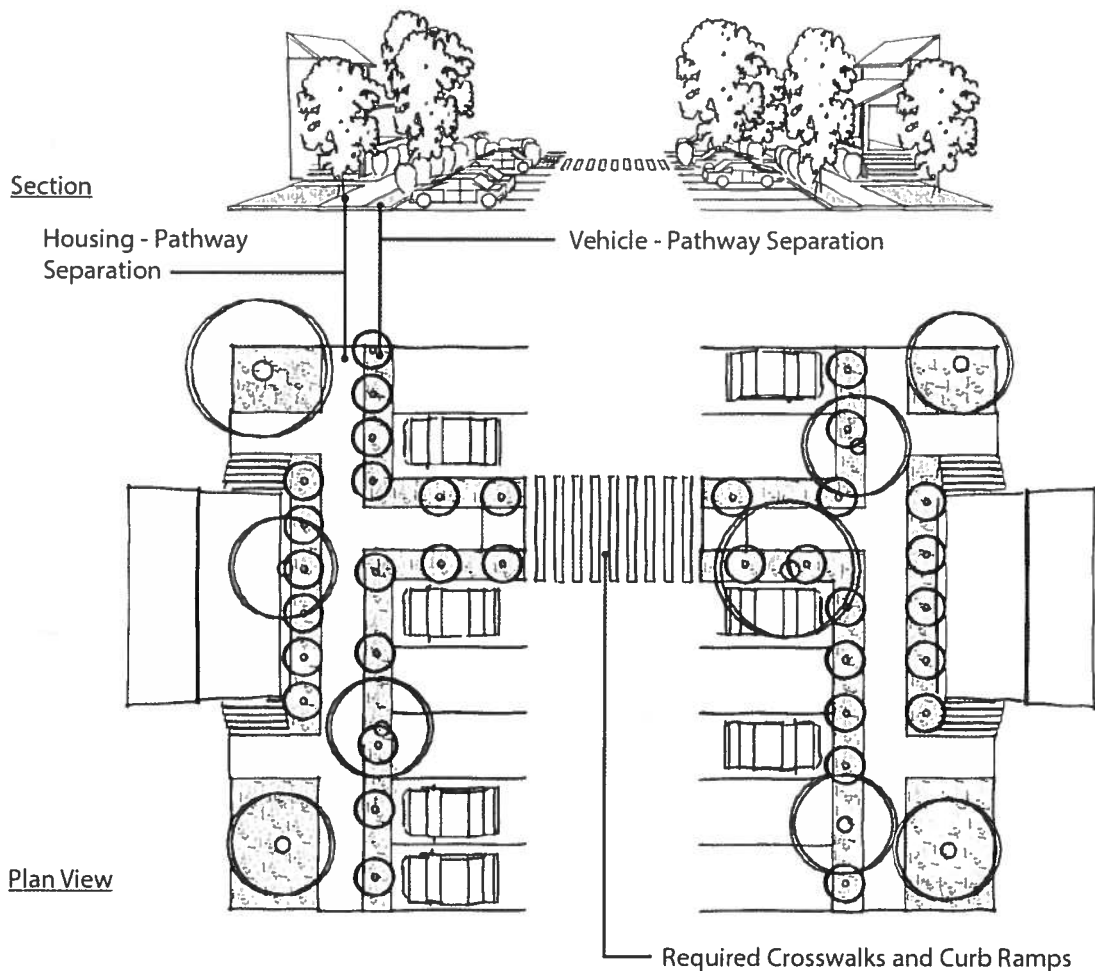 Section
Housing - Pathway
Separation
Vehicle - Pathway Separation
Plan View
Required Crosswalks and Curb Ramps